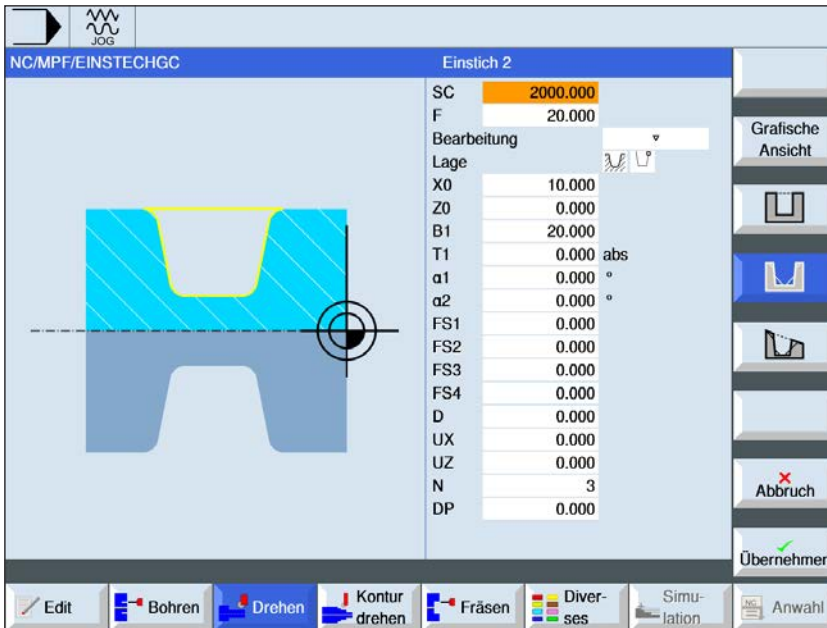 JOG
NC/MPF/EINSTECHGC
Einstich 2
SC 2000.000
F 20.000
Bearbeitung ▿
Lage
X0 10.000
Z0 0.000
B1 20.000
T1 0.000 abs
α1 0.000 °
α2 0.000 °
FS1 0.000
FS2 0.000
FS3 0.000
FS4 0.000
D 0.000
UX 0.000
UZ 0.000
N 3
DP 0.000
Grafische
Ansicht
Abbruch
Übernehmen
Edit
Bohren
Drehen
Kontur
drehen
Fräsen
Diver-
ses
Simu-
lation
NC
Anwahl